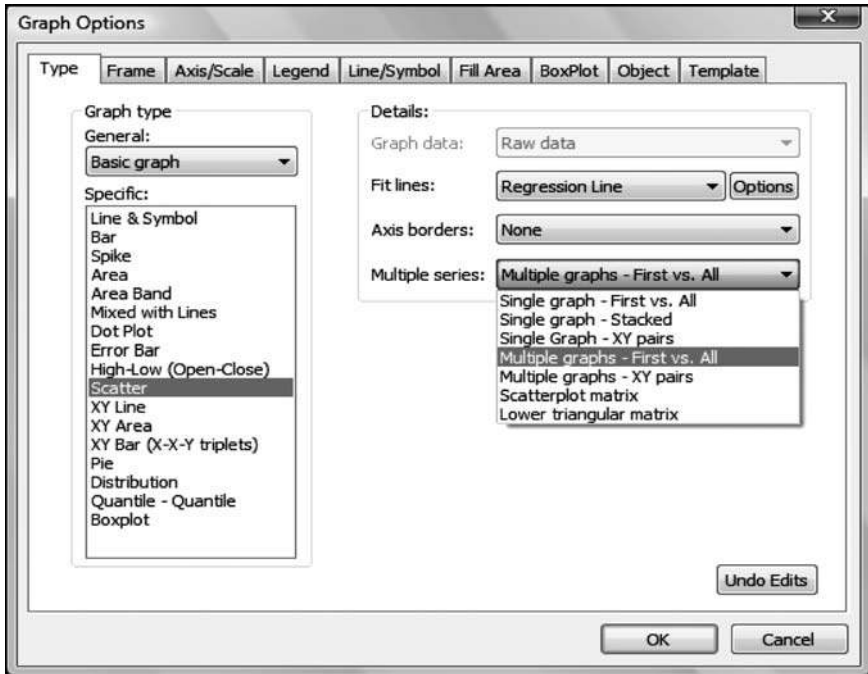 Graph Options
Type Frame Axis/Scale Legend Line/Symbol Fill Area BoxPlot Object Template
Graph type
General:
Basic graph
Specific:
Line & Symbol
Bar
Spike
Area
Area Band
Mixed with Lines
Dot Plot
Error Bar
High-Low (Open-Close)
Scatter
XY Line
XY Area
XY Bar (X-X-Y triplets)
Pie
Distribution
Quantile - Quantile
Boxplot
Details:
Graph data: Raw data
Fit lines: Regression Line Options
Axis borders: None
Multiple series: Multiple graphs - First vs. All
Single graph - First vs. All
Single graph - Stacked
Single Graph - XY pairs
Multiple graphs - First vs. All
Multiple graphs - XY pairs
Scatterplot matrix
Lower triangular matrix
Undo Edits
OK Cancel